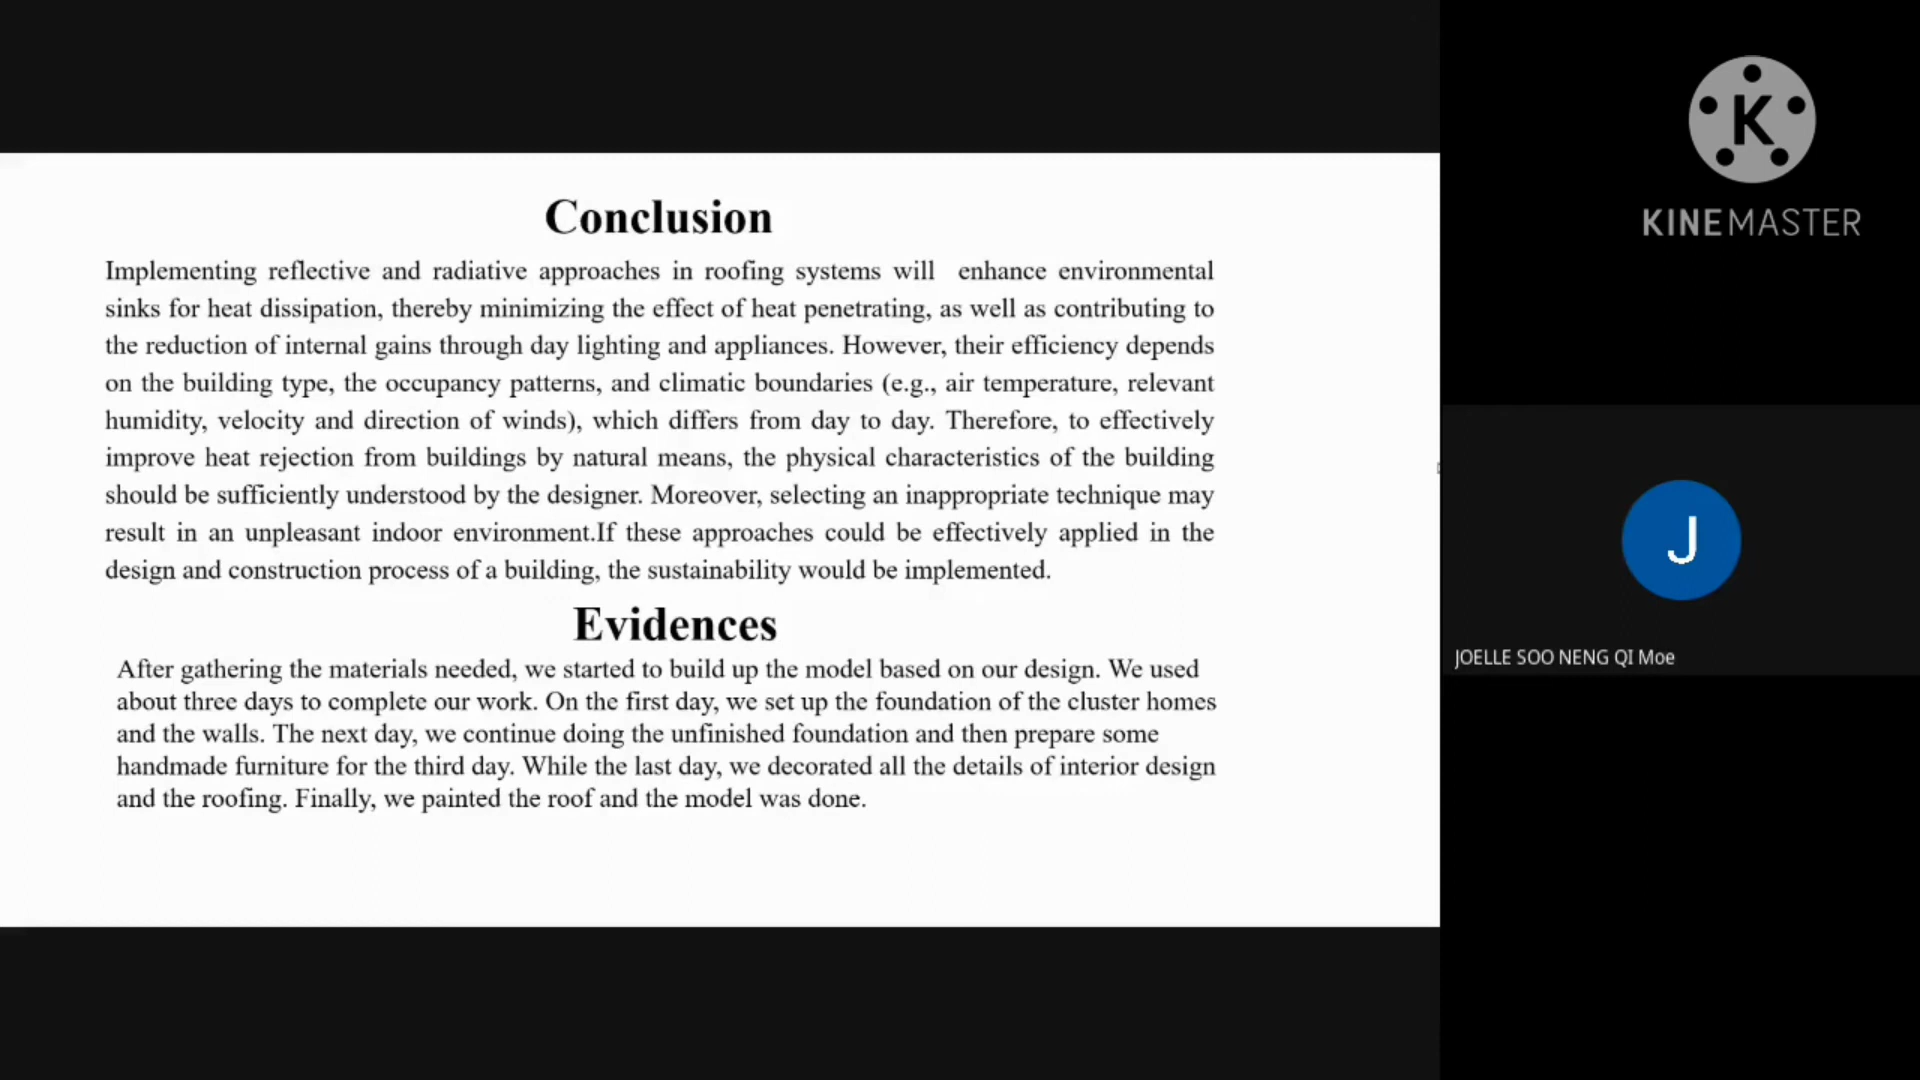 Conclusion
Implementing reflective and radiative approaches in roofing systems will enhance environmental
sinks for heat dissipation, thereby minimizing the effect of heat penetrating, as well as contributing to
the reduction of internal gains through day lighting and appliances. However, their efficiency depends
on the building type, the occupancy patterns, and climatic boundaries (e.g., air temperature, relevant
humidity, velocity and direction of winds), which differs from day to day. Therefore, to effectively
improve heat rejection from buildings by natural means, the physical characteristics of the building
should be sufficiently understood by the designer. Moreover, selecting an inappropriate technique may
result in an unpleasant indoor environment.If these approaches could be effectively applied in the
design and construction process of a building, the sustainability would be implemented.
Evidences
After gathering the materials needed, we started to build up the model based on our design. We used
about three days to complete our work. On the first day, we set up the foundation of the cluster homes
and the walls. The next day, we continue doing the unfinished foundation and then prepare some
handmade furniture for the third day. While the last day, we decorated all the details of interior design
and the roofing. Finally, we painted the roof and the model was done.
K
KINEMASTER
J
JOELLE SOO NENG QI Moe